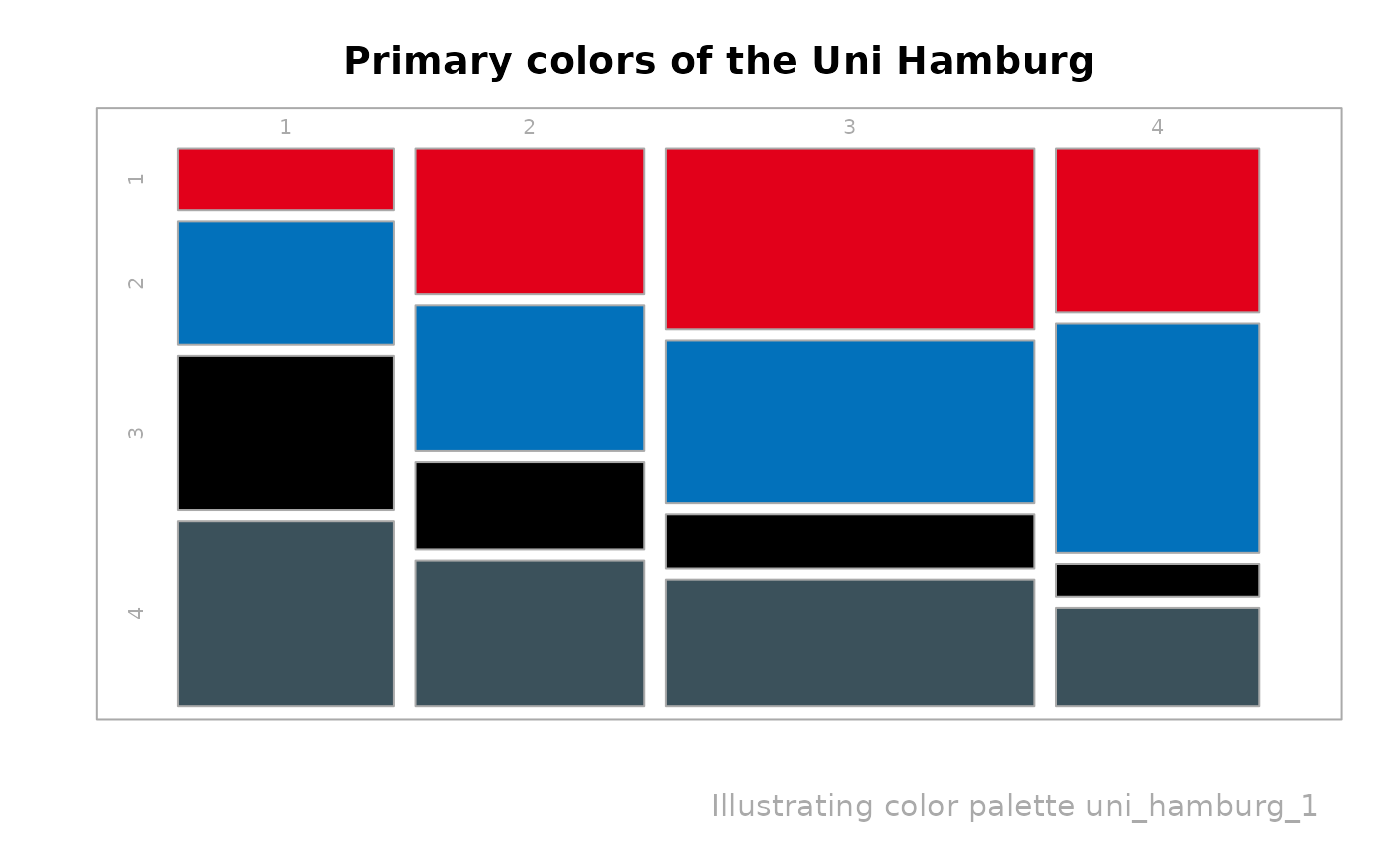 Primary colors of the Uni Hamburg
1 2 3 4
1
2
3
4
Illustrating color palette uni_hamburg_1